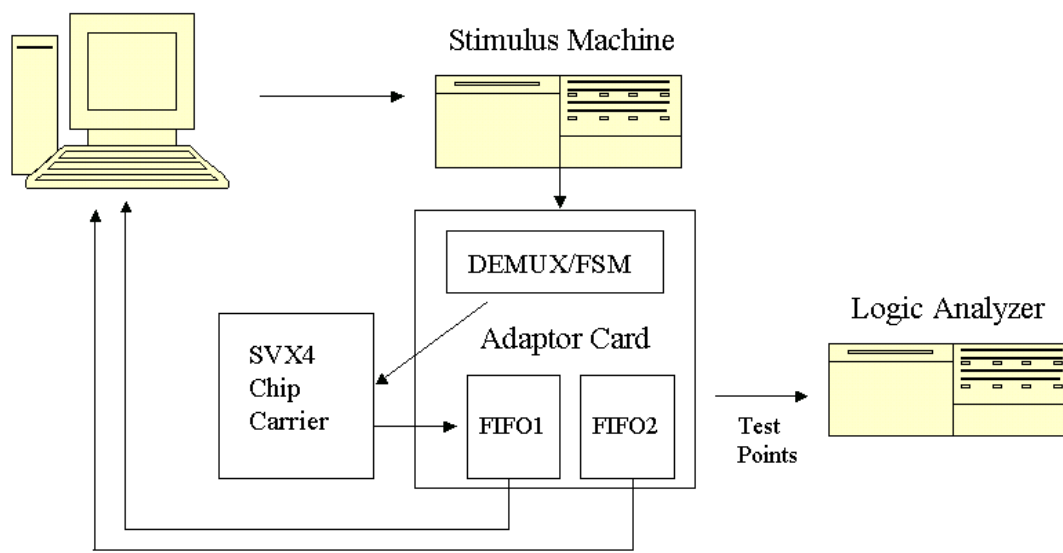 Stimulus Machine
DEMUX/FSM
Logic Analyzer
Adaptor Card
SVX4
Chip
Carrier
FIFO1
FIFO2
Test
Points